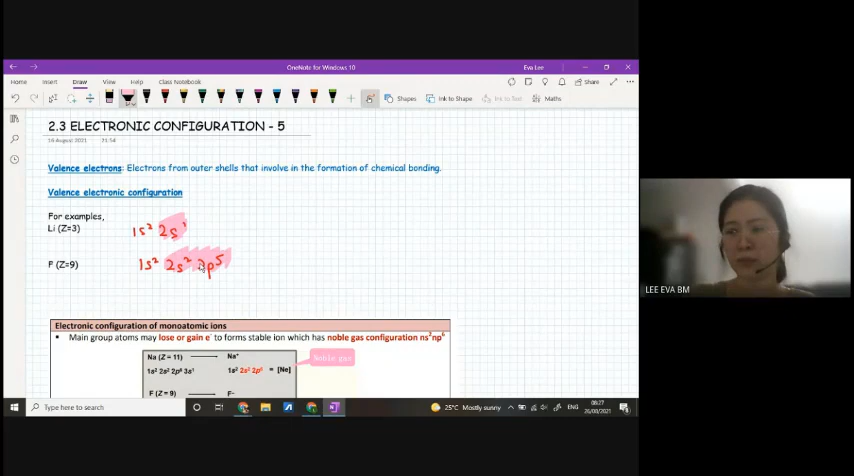 OneNote for Windows 10
Eva Lee
Home Insert Draw View Help Class Notebook
Share
Shapes Ink to Shape Ink to Text Maths
2.3 ELECTRONIC CONFIGURATION - 5
Valence electrons: Electrons from outer shells that involve in the formation of chemical bonding.
Valence electronic configuration
For examples,
Li (Z=3) 1s² 2s¹
F (Z=9) 1s² 2s² 2p⁵
Electronic configuration of monoatomic ions
▪ Main group atoms may lose or gain e⁻ to forms stable ion which has noble gas configuration ns²np⁶
Noble gas
Na (Z = 11) Na⁺
1s² 2s² 2p⁶ 3s¹ 1s² 2s² 2p⁶ = [Ne]
F (Z = 9) F⁻
LEE EVA BM
Type here to search
25°C Mostly sunny
ENG
08:27
26/08/2021